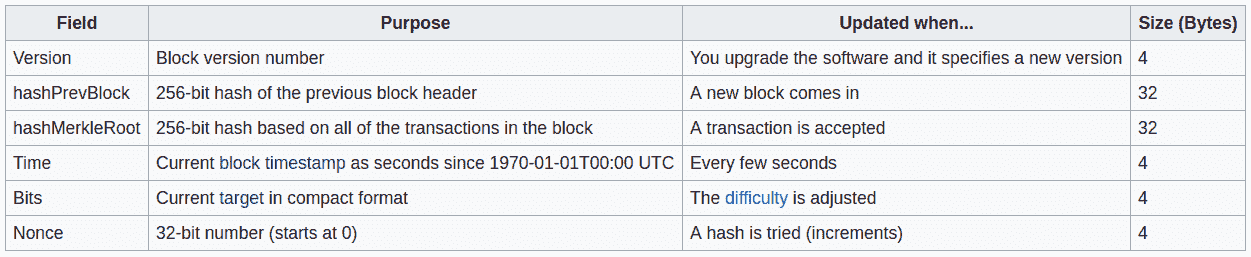 Field Purpose Updated when... Size (Bytes)
Version Block version number You upgrade the software and it specifies a new version 4
hashPrevBlock 256-bit hash of the previous block header A new block comes in 32
hashMerkleRoot 256-bit hash based on all of the transactions in the block A transaction is accepted 32
Time Current block timestamp as seconds since 1970-01-01T00:00 UTC Every few seconds 4
Bits Current target in compact format The difficulty is adjusted 4
Nonce 32-bit number (starts at 0) A hash is tried (increments) 4